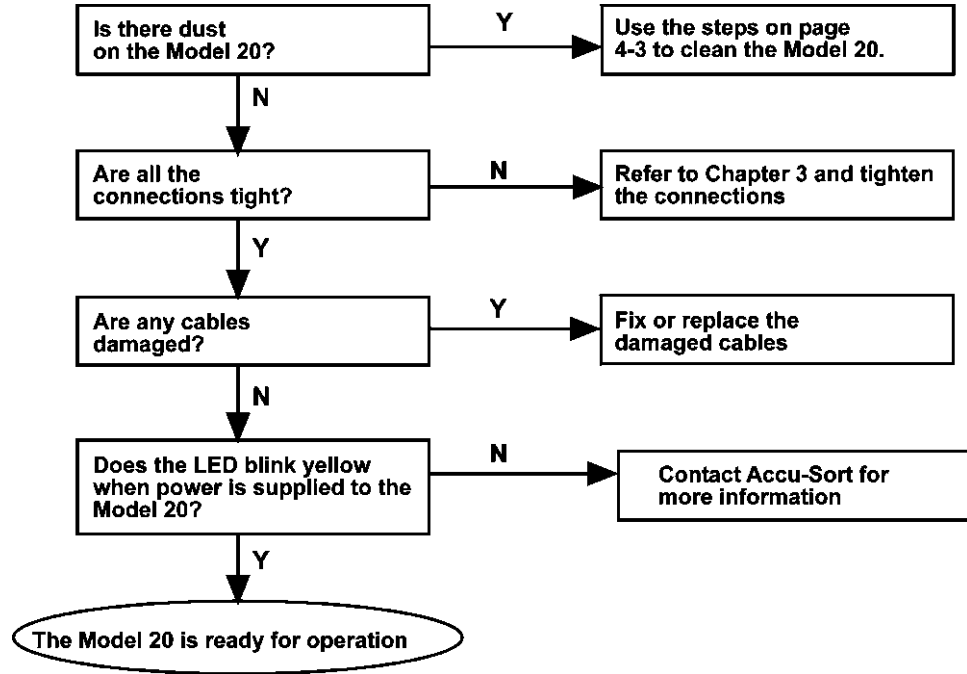 Is there dust
on the Model 20?
Y
Use the steps on page
4-3 to clean the Model 20.
N
Are all the
connections tight?
N
Refer to Chapter 3 and tighten
the connections
Y
Are any cables
damaged?
Y
Fix or replace the
damaged cables
N
Does the LED blink yellow
when power is supplied to the
Model 20?
N
Contact Accu-Sort for
more information
Y
The Model 20 is ready for operation